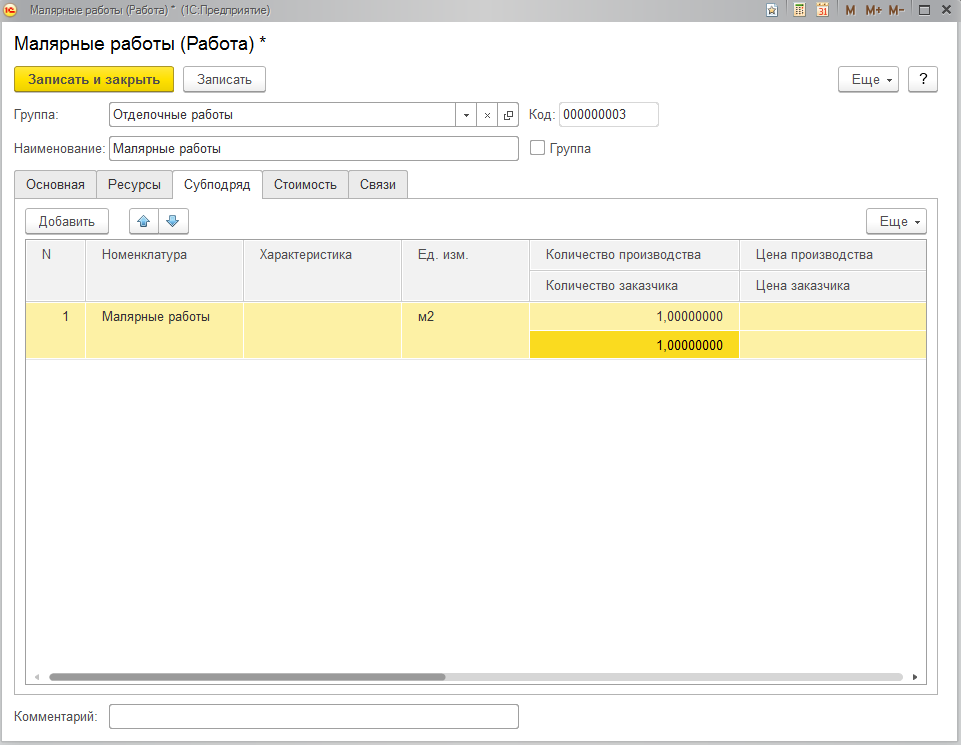 Малярные работы (Работа) * (1С:Предприятие)
31 M M+ M-
Малярные работы (Работа) *
Записать и закрыть Записать Еще ?
Группа: Отделочные работы Код: 000000003
Наименование: Малярные работы Группа
Основная Ресурсы Субподряд Стоимость Связи
Добавить Еще
N Номенклатура Характеристика Ед. изм. Количество производства Цена производства
Количество заказчика Цена заказчика
1 Малярные работы м2 1,00000000
1,00000000
Комментарий: